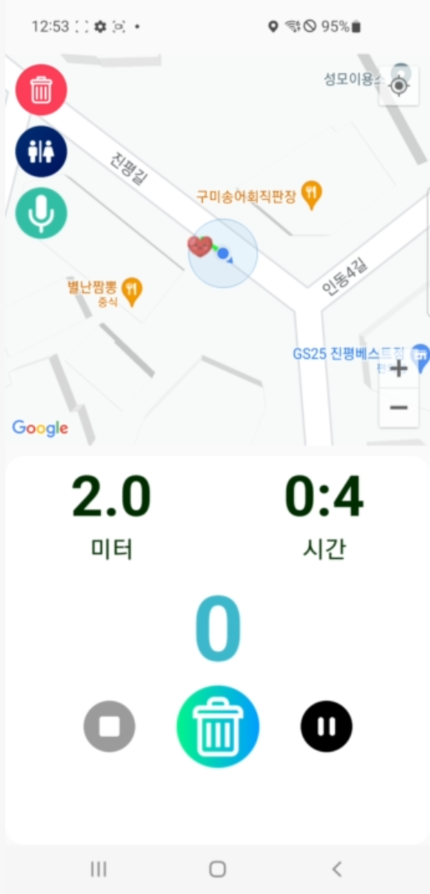 12:53
95%
성모이용소
진평길
구미송어회직판장
인동4길
별난짬뽕
중식
GS25 진평베스트점
Google
2.0
0:4
미터
시간
0